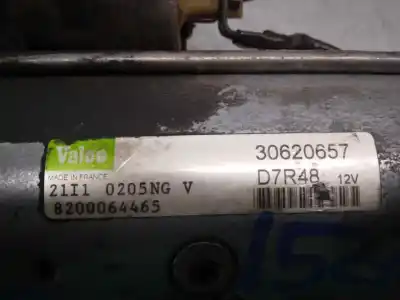 Valeo
MADE IN FRANCE
21I1 0205NG V
8200064465
30620657
D7R48
12V